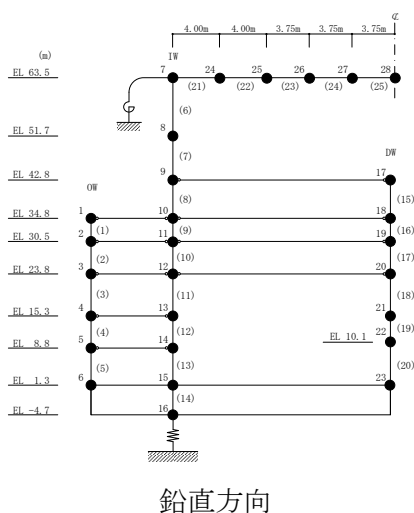 ℄
4.00m 4.00m 3.75m 3.75m 3.75m
(m) IW
EL 63.5 7 24 25 26 27 28
(21) (22) (23) (24) (25)
(6)
EL 51.7 8
(7) DW
EL 42.8 9 17
OW (8) (15)
EL 34.8 1 10 18
(1) (9) (16)
EL 30.5 2 11 19
(2) (10) (17)
EL 23.8 3 12 20
(3) (11) (18)
EL 15.3 4 13 21
(4) (12) (19)
EL 10.1 22
EL 8.8 5 14
(5) (13) (20)
EL 1.3 6 15 23
(14)
EL -4.7 16
鉛直方向